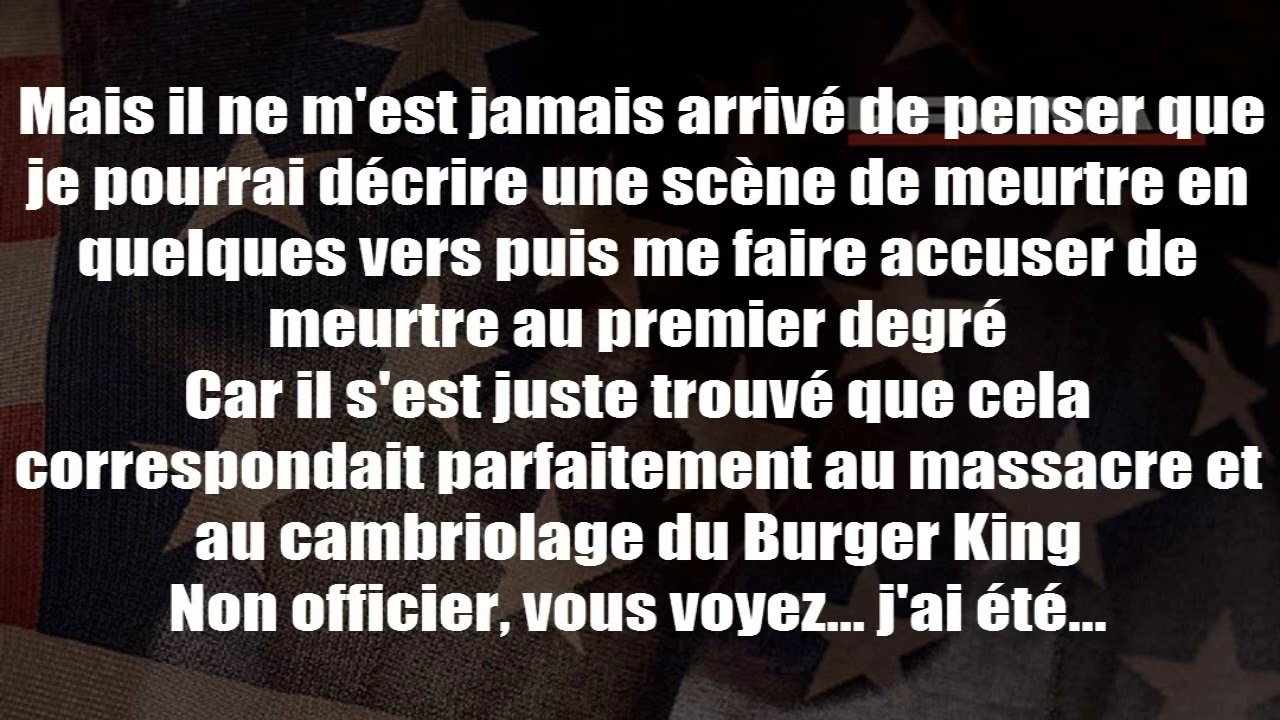 Mais il ne m'est jamais arrivé de penser que
je pourrai décrire une scène de meurtre en
quelques vers puis me faire accuser de
meurtre au premier degré
Car il s'est juste trouvé que cela
correspondait parfaitement au massacre et
au cambriolage du Burger King
Non officier, vous voyez... j'ai été...